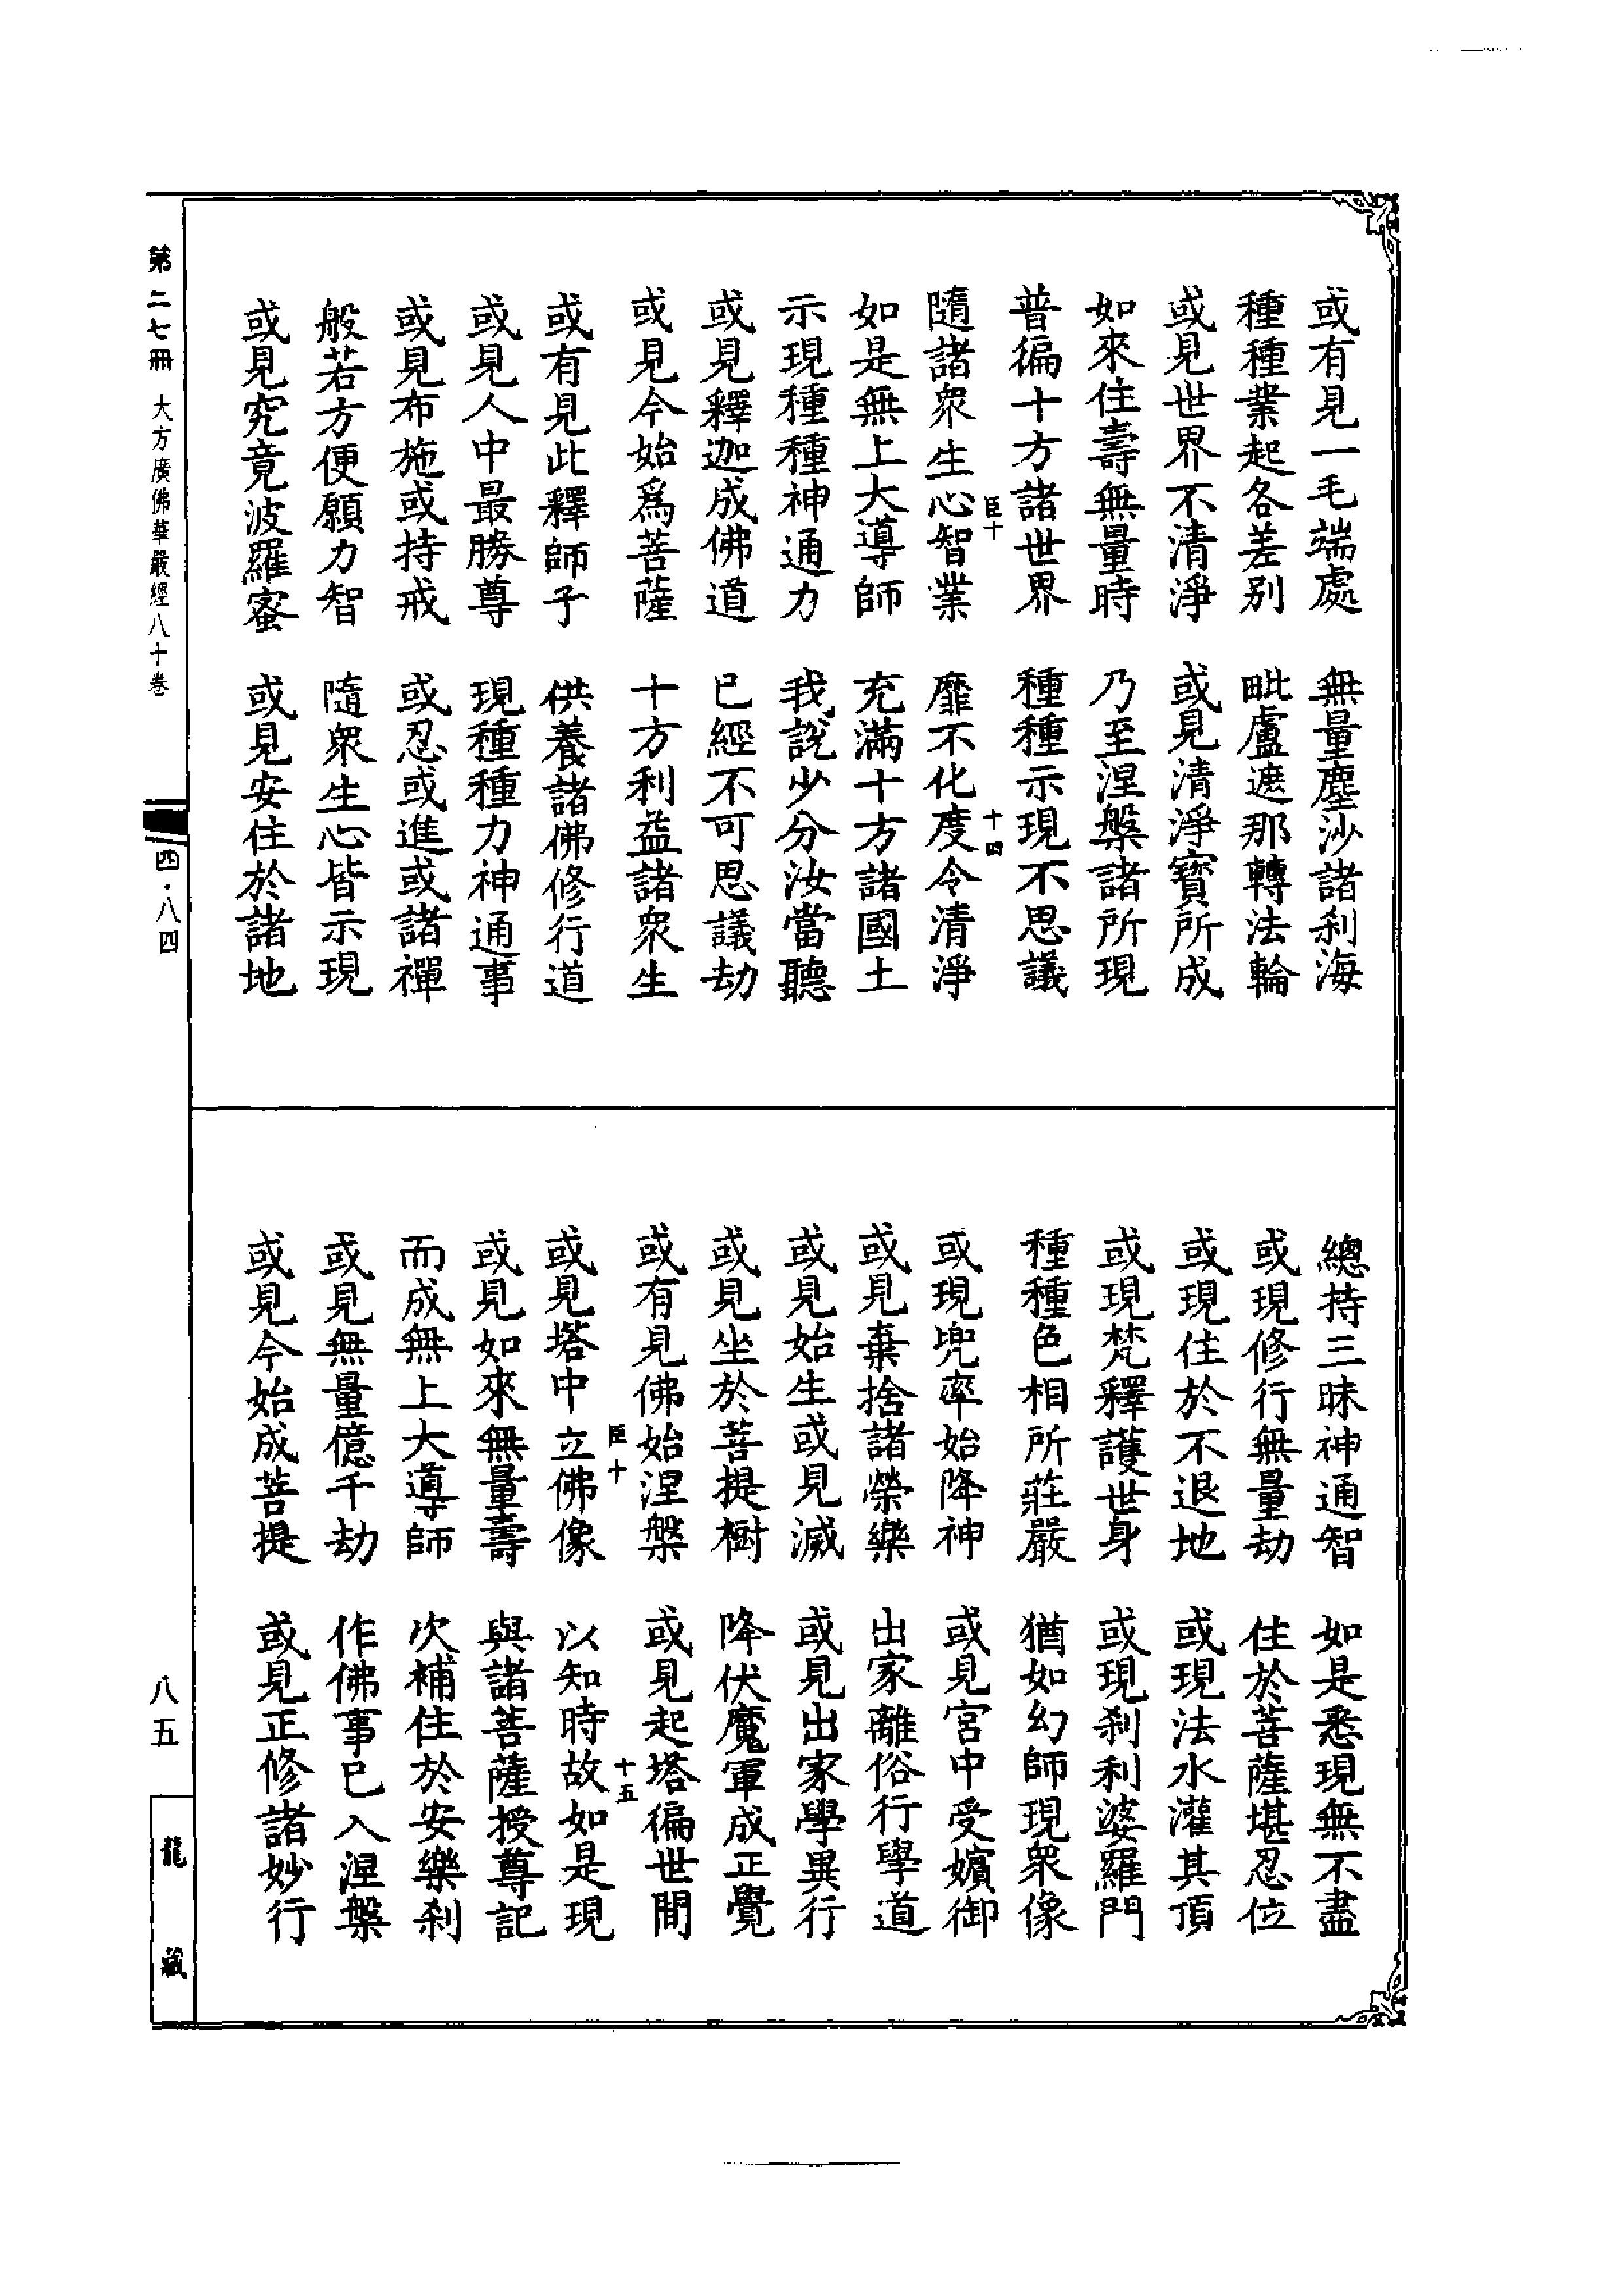 或有見一毛端處　無量塵沙諸刹海
種種業起各差別　毗盧遮那轉法輪
或見世界不清淨　或見清淨寶所成
如來住壽無量時　乃至涅槃諸所現
普徧十方諸世界　種種示現不思議
臣十　十四
隨諸衆生心智業　靡不化度令清淨
如是無上大導師　充滿十方諸國土
示現種種神通力　我說少分汝當聽
或見釋迦成佛道　已經不可思議劫
或見今始爲菩薩　十方利益諸衆生
或有見此釋師子　供養諸佛修行道
或見人中最勝尊　現種種力神通事
或見布施或持戒　或忍或進或諸禪
般若方便願力智　隨衆生心皆示現
或見究竟波羅蜜　或見安住於諸地
總持三昧神通智　如是悉現無不盡
或現修行無量劫　住於菩薩堪忍位
或現住於不退地　或現法水灌其頂
或現梵釋護世身　或現刹利婆羅門
種種色相所莊嚴　猶如幻師現衆像
或現兜率始降神　或見宮中受嬪御
或見棄捨諸榮樂　出家離俗行學道
或見始生或見滅　或見出家學異行
或見坐於菩提樹　降伏魔軍成正覺
或有見佛始涅槃　或見起塔徧世間
臣十　十五
或見塔中立佛像　以知時故如是現
或見如來無量壽　與諸菩薩授尊記
而成無上大導師　次補住於安樂刹
或見無量億千劫　作佛事已入涅槃
或見今始成菩提　或見正修諸妙行
第二七冊　大方廣佛華嚴經八十卷
四·八四
八五
龍藏